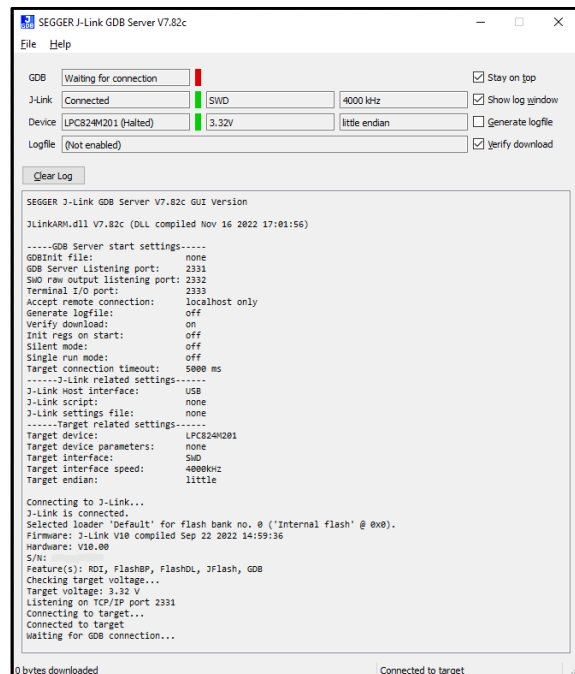 SEGGER J-Link GDB Server V7.82c
File Help
GDB Waiting for connection Stay on top
J-Link Connected SWD 4000 kHz Show log window
Device LPC824M201 (Halted) 3.32V little endian Generate logfile
Logfile (Not enabled) Verify download
Clear Log
SEGGER J-Link GDB Server V7.82c GUI Version
JLinkARM.dll V7.82c (DLL compiled Nov 16 2022 17:01:56)
-----GDB Server start settings-----
GDBInit file: none
GDB Server Listening port: 2331
SWO raw output listening port: 2332
Terminal I/O port: 2333
Accept remote connection: localhost only
Generate logfile: off
Verify download: on
Init regs on start: off
Silent mode: off
Single run mode: off
Target connection timeout: 5000 ms
------J-Link related settings------
J-Link Host interface: USB
J-Link script: none
J-Link settings file: none
------Target related settings------
Target device: LPC824M201
Target device parameters: none
Target interface: SWD
Target interface speed: 4000kHz
Target endian: little
Connecting to J-Link...
J-Link is connected.
Selected loader 'Default' for flash bank no. 0 ('Internal flash' @ 0x0).
Firmware: J-Link V10 compiled Sep 22 2022 14:59:36
Hardware: V10.00
S/N:
Feature(s): RDI, FlashBP, FlashDL, JFlash, GDB
Checking target voltage...
Target voltage: 3.32 V
Listening on TCP/IP port 2331
Connecting to target...
Connected to target
Waiting for GDB connection...
0 bytes downloaded Connected to target